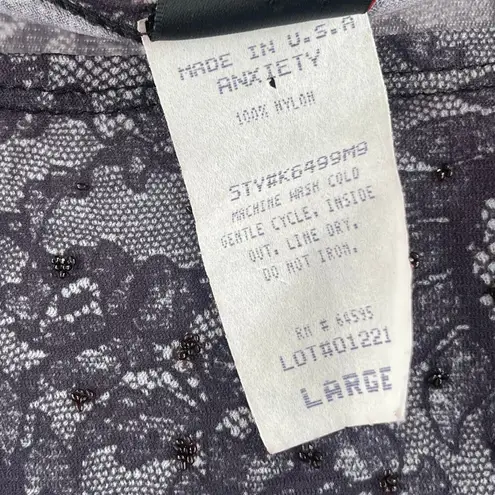 MADE IN U.S.A
ANXIETY
100% NYLON
STY#K6499M9
MACHINE WASH COLD
GENTLE CYCLE. INSIDE
OUT. LINE DRY.
DO NOT IRON.
RN # 64595
LOT#01221
LARGE